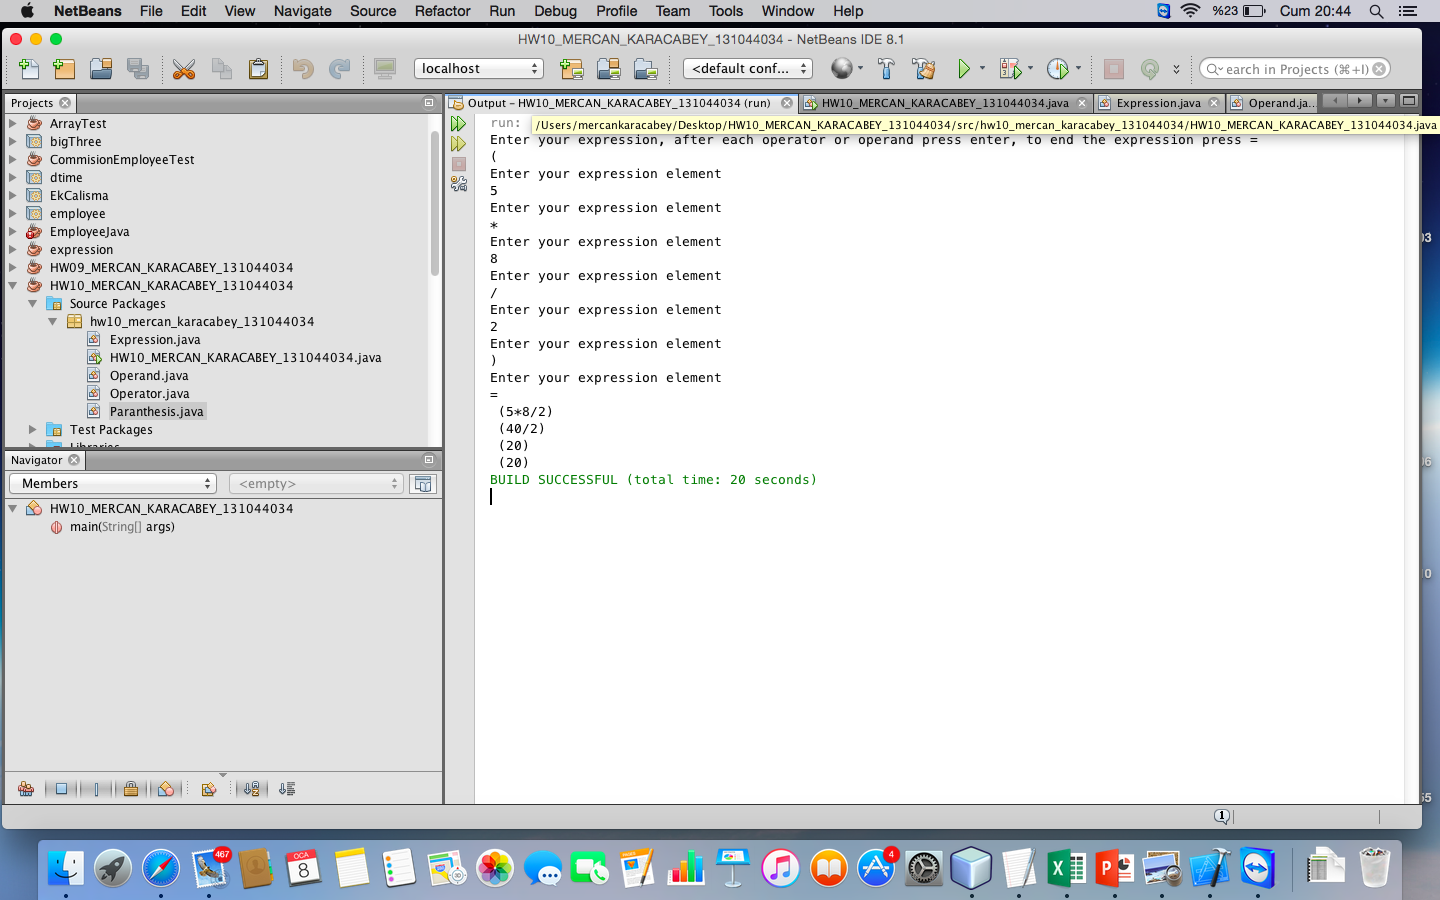 NetBeans File Edit View Navigate Source Refactor Run Debug Profile Team Tools Window Help %23 Cum 20:44
HW10_MERCAN_KARACABEY_131044034 - NetBeans IDE 8.1
localhost <default conf... earch in Projects (⌘+I)
Projects
ArrayTest
bigThree
CommisionEmployeeTest
dtime
EkCalisma
employee
EmployeeJava
expression
HW09_MERCAN_KARACABEY_131044034
HW10_MERCAN_KARACABEY_131044034
Source Packages
hw10_mercan_karacabey_131044034
Expression.java
HW10_MERCAN_KARACABEY_131044034.java
Operand.java
Operator.java
Paranthesis.java
Test Packages
Libraries
Navigator
Members <empty>
HW10_MERCAN_KARACABEY_131044034
main(String[] args)
Output – HW10_MERCAN_KARACABEY_131044034 (run) HW10_MERCAN_KARACABEY_131044034.java Expression.java Operand.ja...
/Users/mercankaracabey/Desktop/HW10_MERCAN_KARACABEY_131044034/src/hw10_mercan_karacabey_131044034/HW10_MERCAN_KARACABEY_131044034.java
run:
Enter your expression, after each operator or operand press enter, to end the expression press =
(
Enter your expression element
5
Enter your expression element
*
Enter your expression element
8
Enter your expression element
/
Enter your expression element
2
Enter your expression element
)
Enter your expression element
=
(5*8/2)
(40/2)
(20)
(20)
BUILD SUCCESSFUL (total time: 20 seconds)
1
467
OCA
8
4